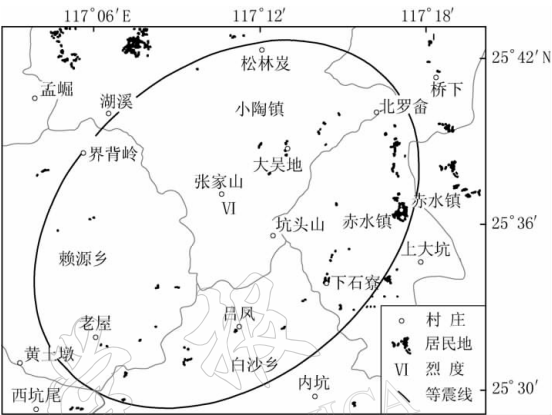 117°06′E
117°12′
117°18′
25°42′N
松林岽
孟崛
湖溪
小陶镇
桥下
北罗畲
界背岭
大吴地
张家山
Ⅵ
赤水镇
赤水镇
坑头山
25°36′
赖源乡
上大坑
下石寮
吕凤
老屋
黄土墩
白沙乡
内坑
西坑尾
25°30′
村庄
居民地
Ⅵ 烈度
等震线